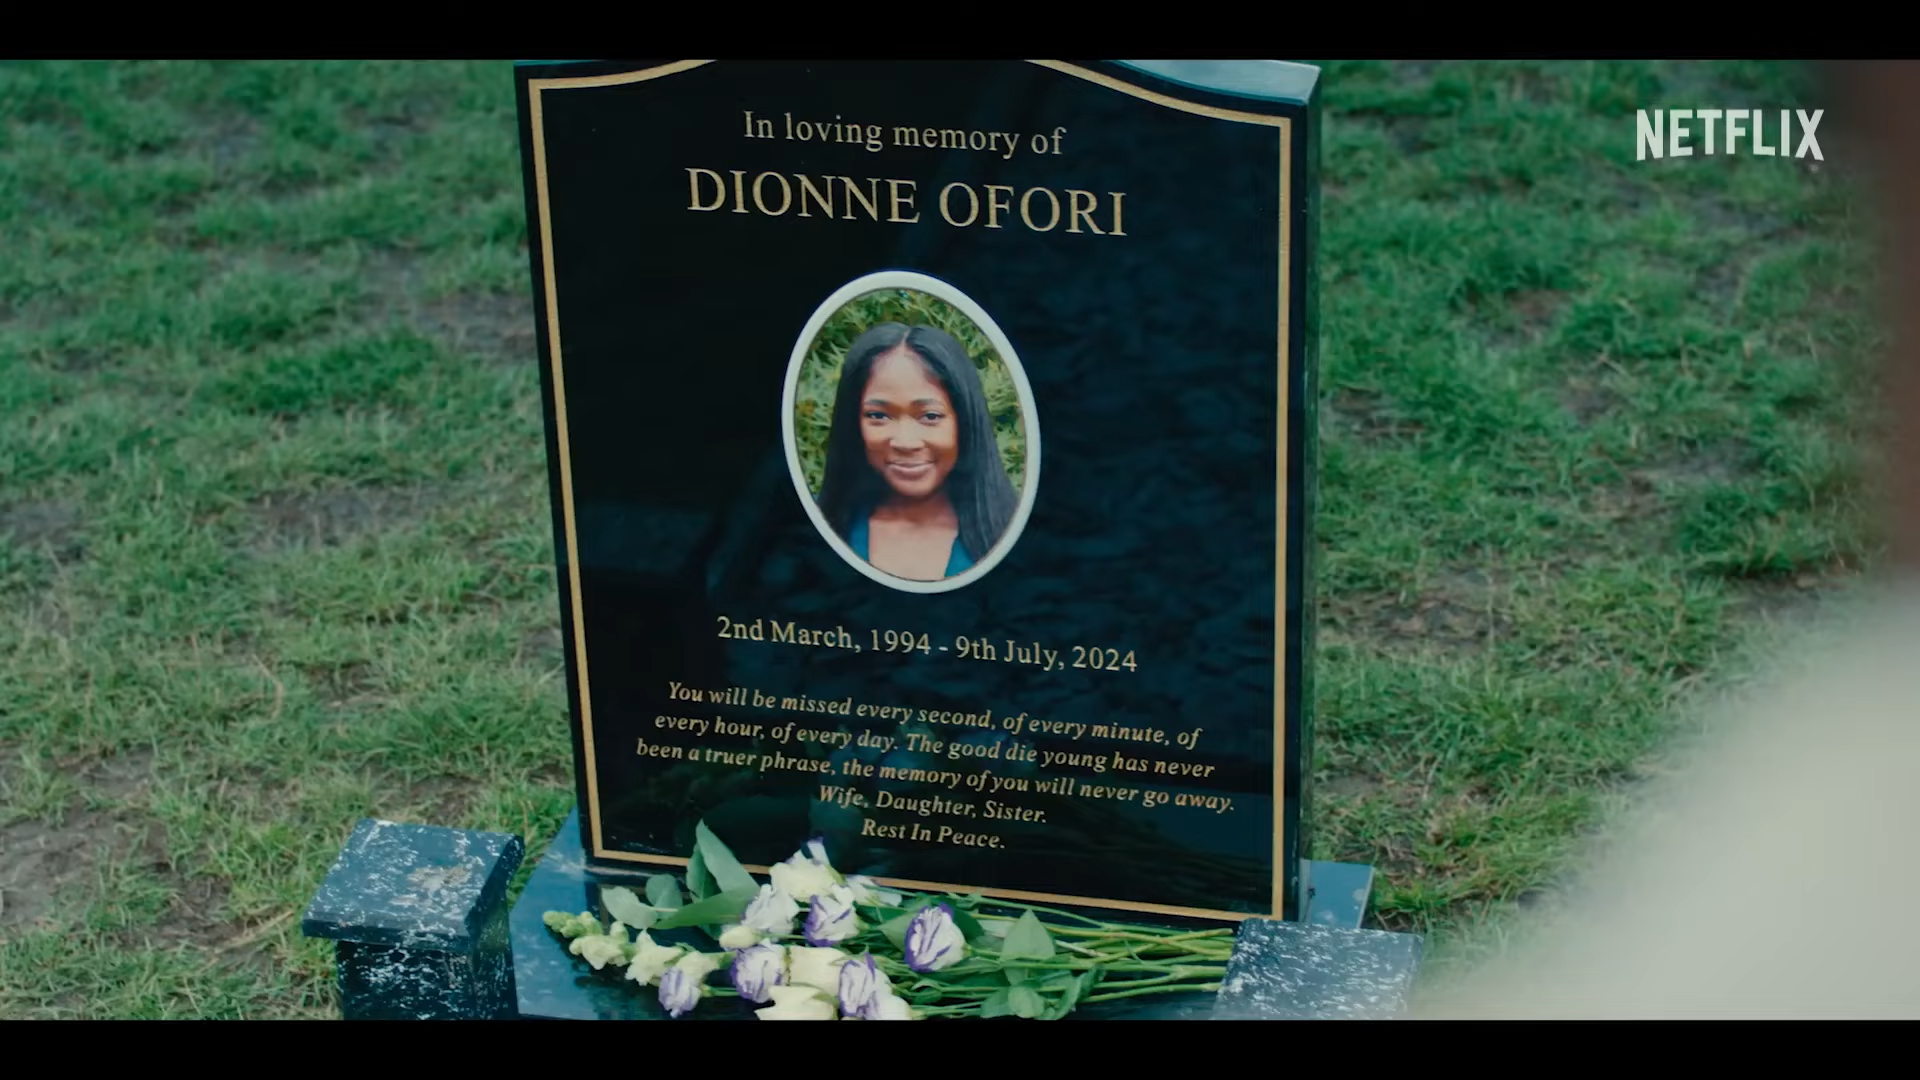 NETFLIX
In loving memory of
DIONNE OFORI
2nd March, 1994 - 9th July, 2024
You will be missed every second, of every minute, of
every hour, of every day. The good die young has never
been a truer phrase, the memory of you will never go away.
Wife, Daughter, Sister.
Rest In Peace.